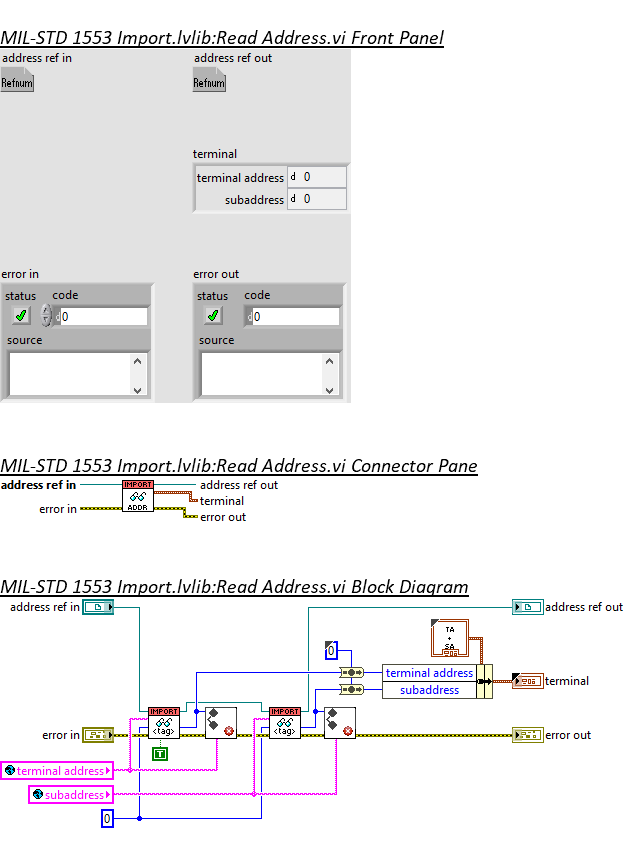 MIL-STD 1553 Import.lvlib:Read Address.vi Front Panel
address ref in address ref out
Refnum Refnum
terminal
terminal address d 0
subaddress d 0
error in error out
status code status code
d 0 d 0
source source
MIL-STD 1553 Import.lvlib:Read Address.vi Connector Pane
address ref in IMPORT address ref out
terminal
error in ADDR error out
MIL-STD 1553 Import.lvlib:Read Address.vi Block Diagram
address ref in address ref out
TA
+
SA
0
terminal address
subaddress
terminal
IMPORT IMPORT
<tag> <tag>
error in error out
T
terminal address
subaddress
0